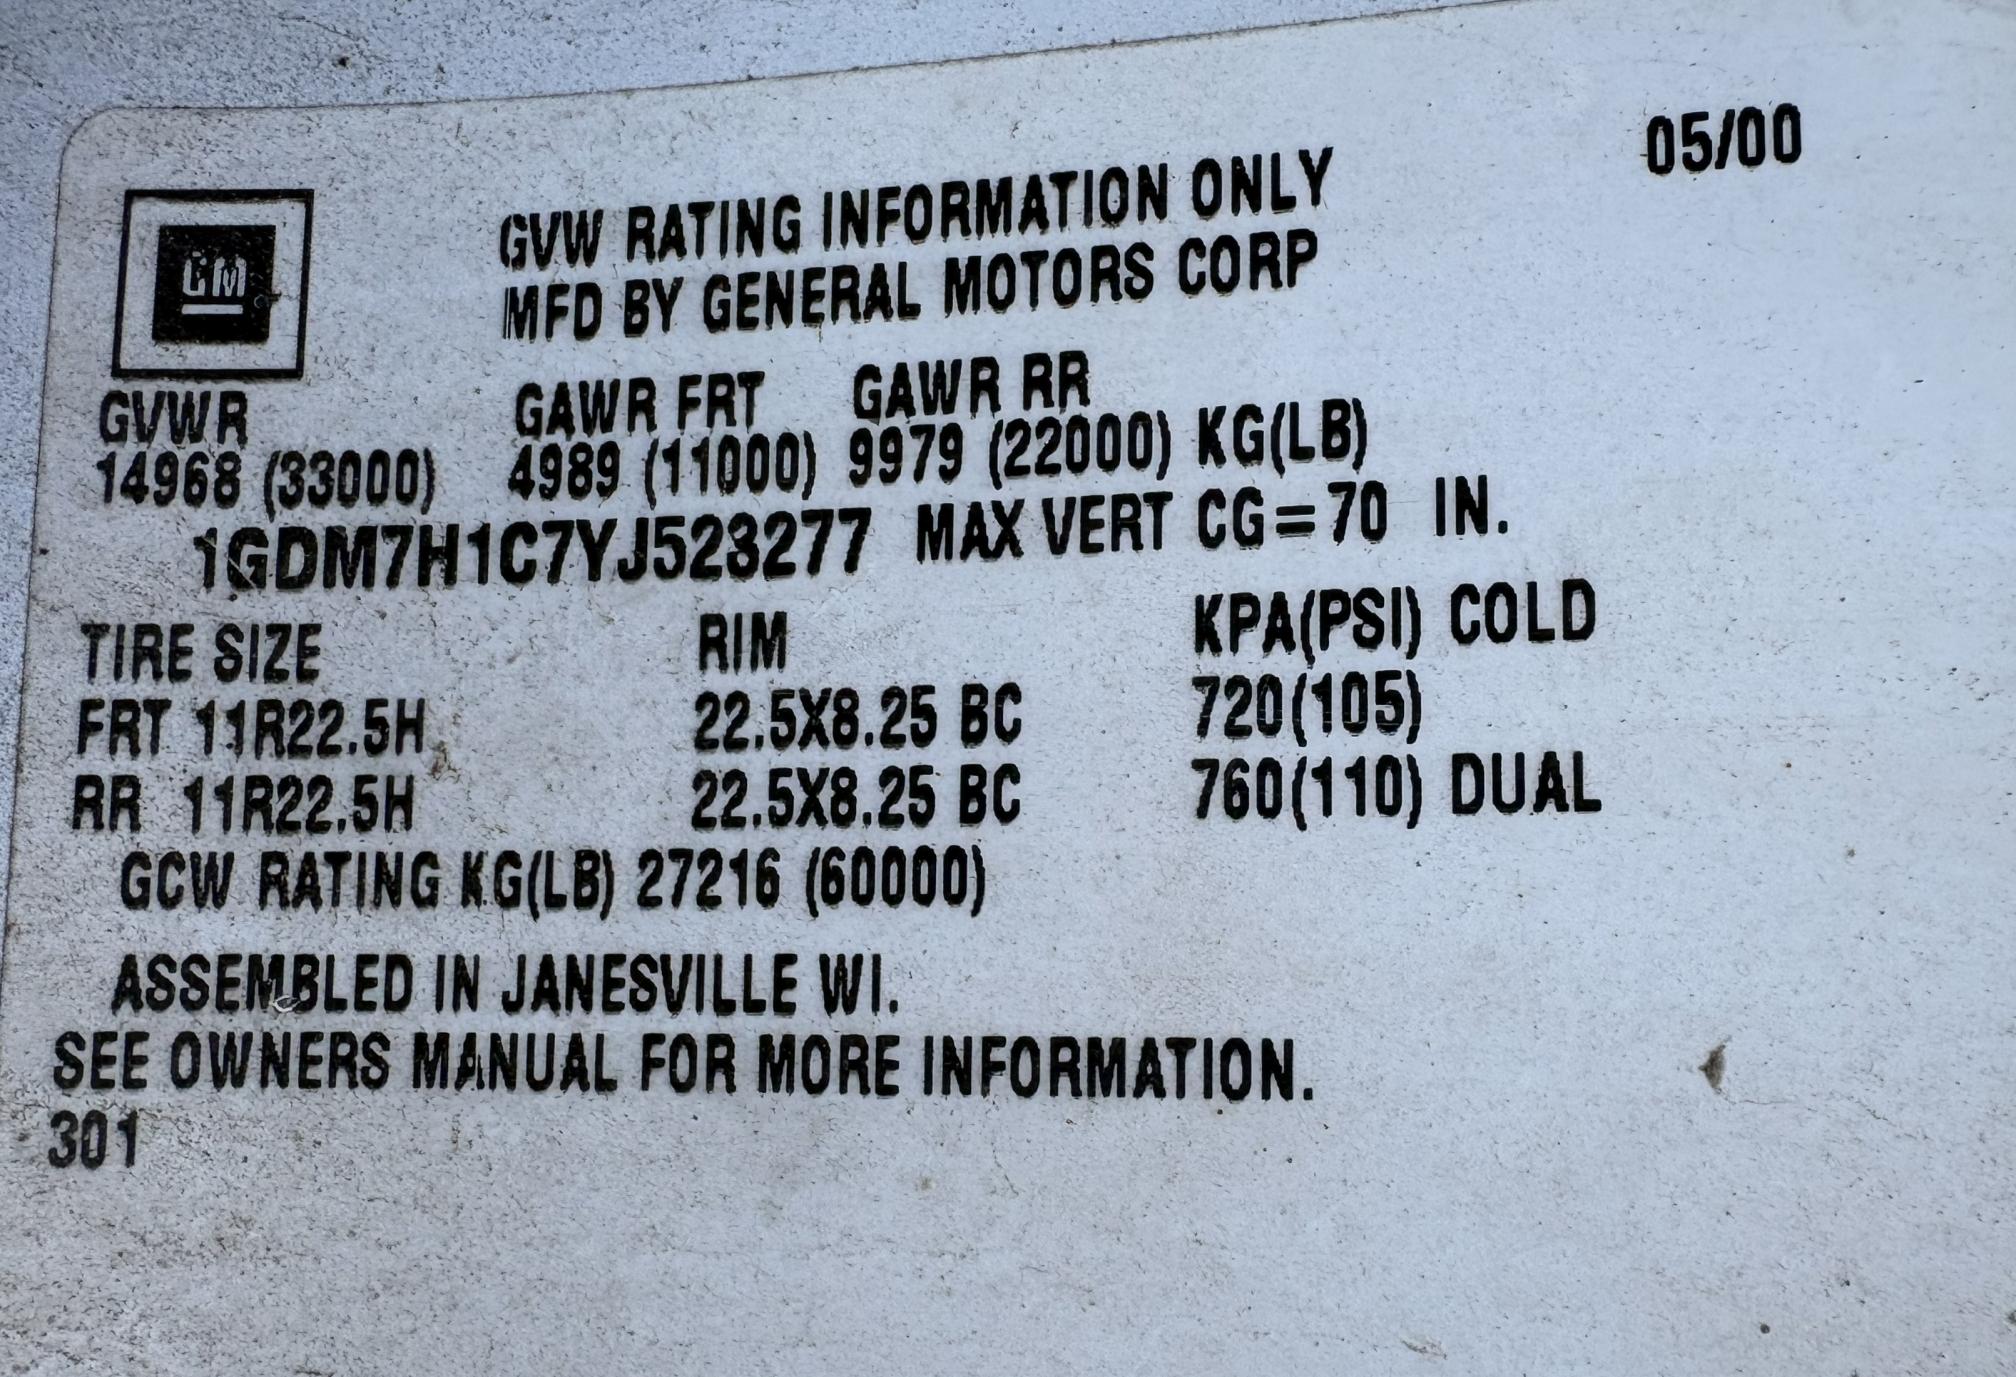 05/00
GM
GVW RATING INFORMATION ONLY
MFD BY GENERAL MOTORS CORP
GVWR GAWR FRT GAWR RR
14968 (33000) 4989 (11000) 9979 (22000) KG(LB)
1GDM7H1C7YJ523277 MAX VERT CG=70 IN.
TIRE SIZE RIM KPA(PSI) COLD
FRT 11R22.5H 22.5X8.25 BC 720(105)
RR 11R22.5H 22.5X8.25 BC 760(110) DUAL
GCW RATING KG(LB) 27216 (60000)
ASSEMBLED IN JANESVILLE WI.
SEE OWNERS MANUAL FOR MORE INFORMATION.
301